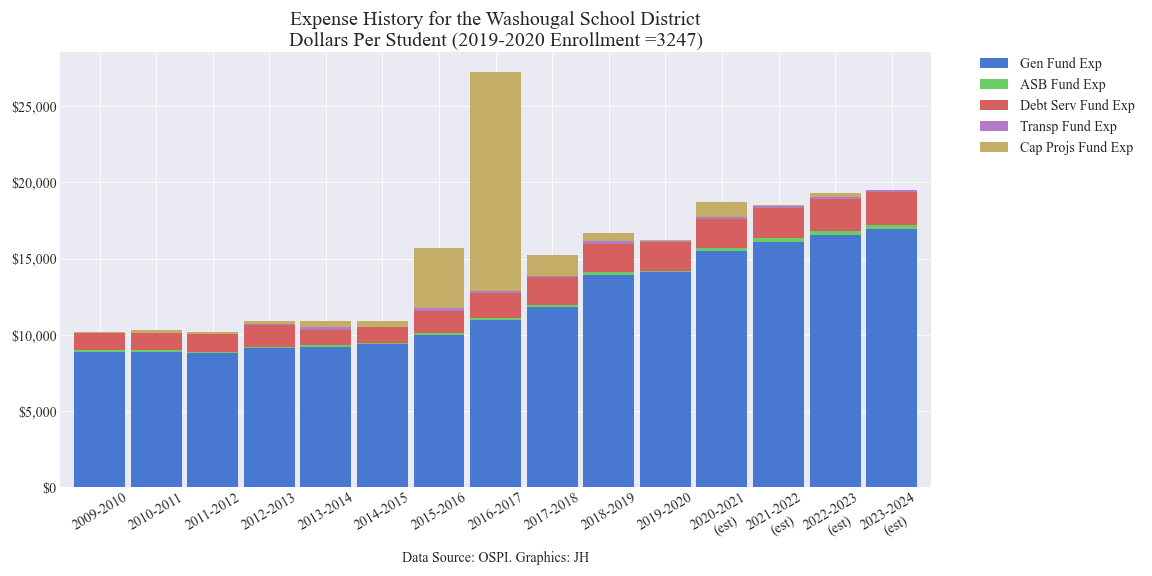 Expense History for the Washougal School District
Dollars Per Student (2019-2020 Enrollment =3247)
Gen Fund Exp
ASB Fund Exp
Debt Serv Fund Exp
Transp Fund Exp
Cap Projs Fund Exp
$25,000
$20,000
$15,000
$10,000
$5,000
$0
2009-2010
2010-2011
2011-2012
2012-2013
2013-2014
2014-2015
2015-2016
2016-2017
2017-2018
2018-2019
2019-2020
2020-2021
(est)
2021-2022
(est)
2022-2023
(est)
2023-2024
(est)
Data Source: OSPI. Graphics: JH